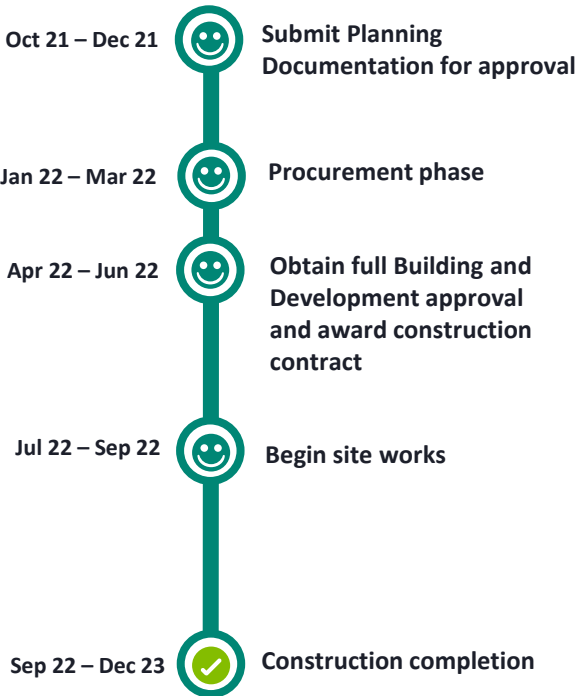 Oct 21 – Dec 21
Submit Planning
Documentation for approval
Jan 22 – Mar 22
Procurement phase
Apr 22 – Jun 22
Obtain full Building and
Development approval
and award construction
contract
Jul 22 – Sep 22
Begin site works
Sep 22 – Dec 23
Construction completion